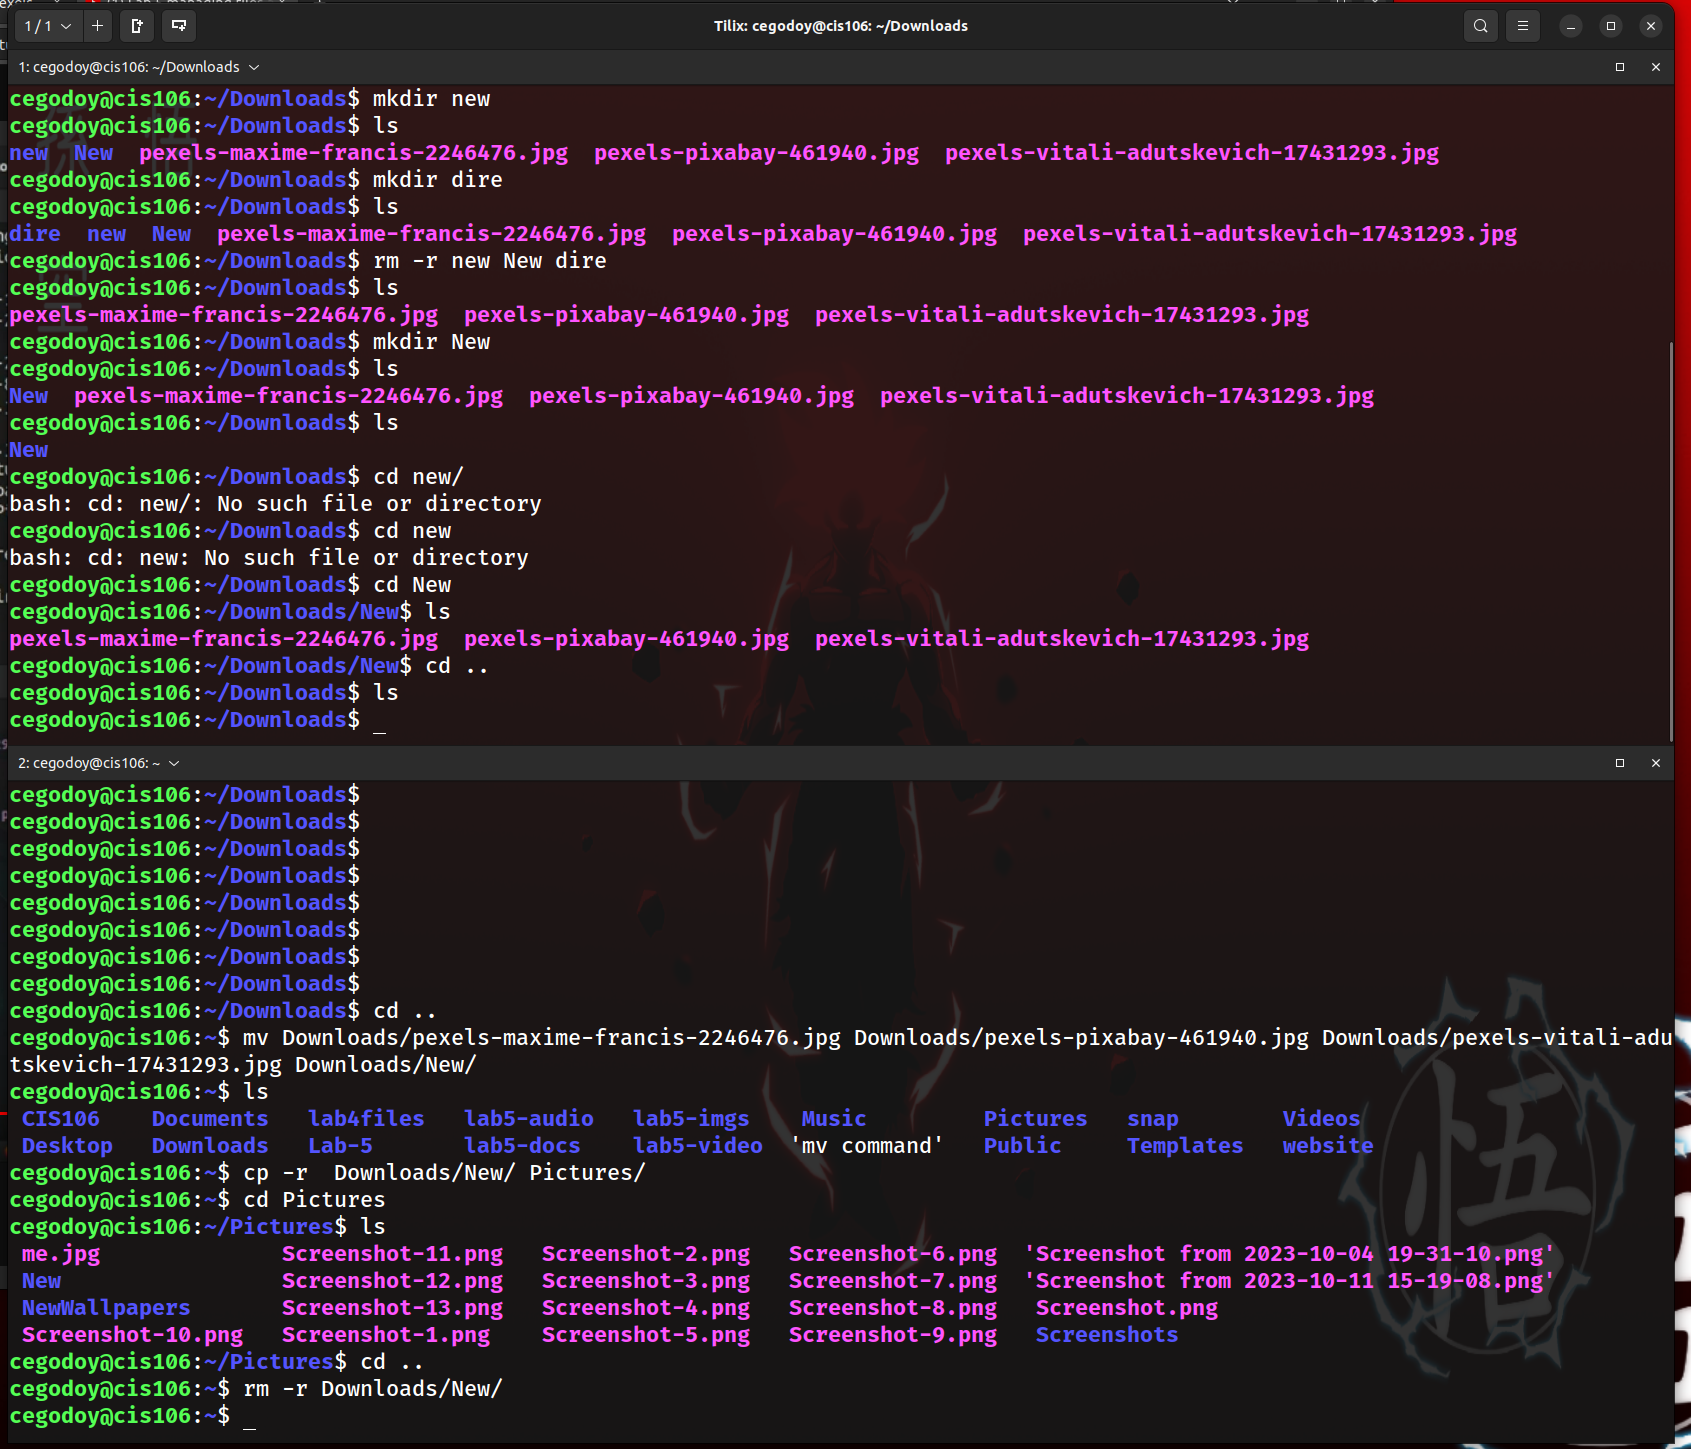 1 / 1
Tilix: cegodoy@cis106: ~/Downloads
1: cegodoy@cis106: ~/Downloads
cegodoy@cis106:~/Downloads$ mkdir new
cegodoy@cis106:~/Downloads$ ls
new  New  pexels-maxime-francis-2246476.jpg  pexels-pixabay-461940.jpg  pexels-vitali-adutskevich-17431293.jpg
cegodoy@cis106:~/Downloads$ mkdir dire
cegodoy@cis106:~/Downloads$ ls
dire  new  New  pexels-maxime-francis-2246476.jpg  pexels-pixabay-461940.jpg  pexels-vitali-adutskevich-17431293.jpg
cegodoy@cis106:~/Downloads$ rm -r new New dire
cegodoy@cis106:~/Downloads$ ls
pexels-maxime-francis-2246476.jpg  pexels-pixabay-461940.jpg  pexels-vitali-adutskevich-17431293.jpg
cegodoy@cis106:~/Downloads$ mkdir New
cegodoy@cis106:~/Downloads$ ls
New  pexels-maxime-francis-2246476.jpg  pexels-pixabay-461940.jpg  pexels-vitali-adutskevich-17431293.jpg
cegodoy@cis106:~/Downloads$ ls
New
cegodoy@cis106:~/Downloads$ cd new/
bash: cd: new/: No such file or directory
cegodoy@cis106:~/Downloads$ cd new
bash: cd: new: No such file or directory
cegodoy@cis106:~/Downloads$ cd New
cegodoy@cis106:~/Downloads/New$ ls
pexels-maxime-francis-2246476.jpg  pexels-pixabay-461940.jpg  pexels-vitali-adutskevich-17431293.jpg
cegodoy@cis106:~/Downloads/New$ cd ..
cegodoy@cis106:~/Downloads$ ls
cegodoy@cis106:~/Downloads$ _
2: cegodoy@cis106: ~
cegodoy@cis106:~/Downloads$
cegodoy@cis106:~/Downloads$
cegodoy@cis106:~/Downloads$
cegodoy@cis106:~/Downloads$
cegodoy@cis106:~/Downloads$
cegodoy@cis106:~/Downloads$
cegodoy@cis106:~/Downloads$
cegodoy@cis106:~/Downloads$
cegodoy@cis106:~/Downloads$ cd ..
cegodoy@cis106:~$ mv Downloads/pexels-maxime-francis-2246476.jpg Downloads/pexels-pixabay-461940.jpg Downloads/pexels-vitali-adu
tskevich-17431293.jpg Downloads/New/
cegodoy@cis106:~$ ls
CIS106  Documents  lab4files  lab5-audio  lab5-imgs  Music  Pictures  snap  Videos
Desktop  Downloads  Lab-5  lab5-docs  lab5-video  'mv command'  Public  Templates  website
cegodoy@cis106:~$ cp -r  Downloads/New/ Pictures/
cegodoy@cis106:~$ cd Pictures
cegodoy@cis106:~/Pictures$ ls
me.jpg  Screenshot-11.png  Screenshot-2.png  Screenshot-6.png  'Screenshot from 2023-10-04 19-31-10.png'
New  Screenshot-12.png  Screenshot-3.png  Screenshot-7.png  'Screenshot from 2023-10-11 15-19-08.png'
NewWallpapers  Screenshot-13.png  Screenshot-4.png  Screenshot-8.png  Screenshot.png
Screenshot-10.png  Screenshot-1.png  Screenshot-5.png  Screenshot-9.png  Screenshots
cegodoy@cis106:~/Pictures$ cd ..
cegodoy@cis106:~$ rm -r Downloads/New/
cegodoy@cis106:~$ _
悟